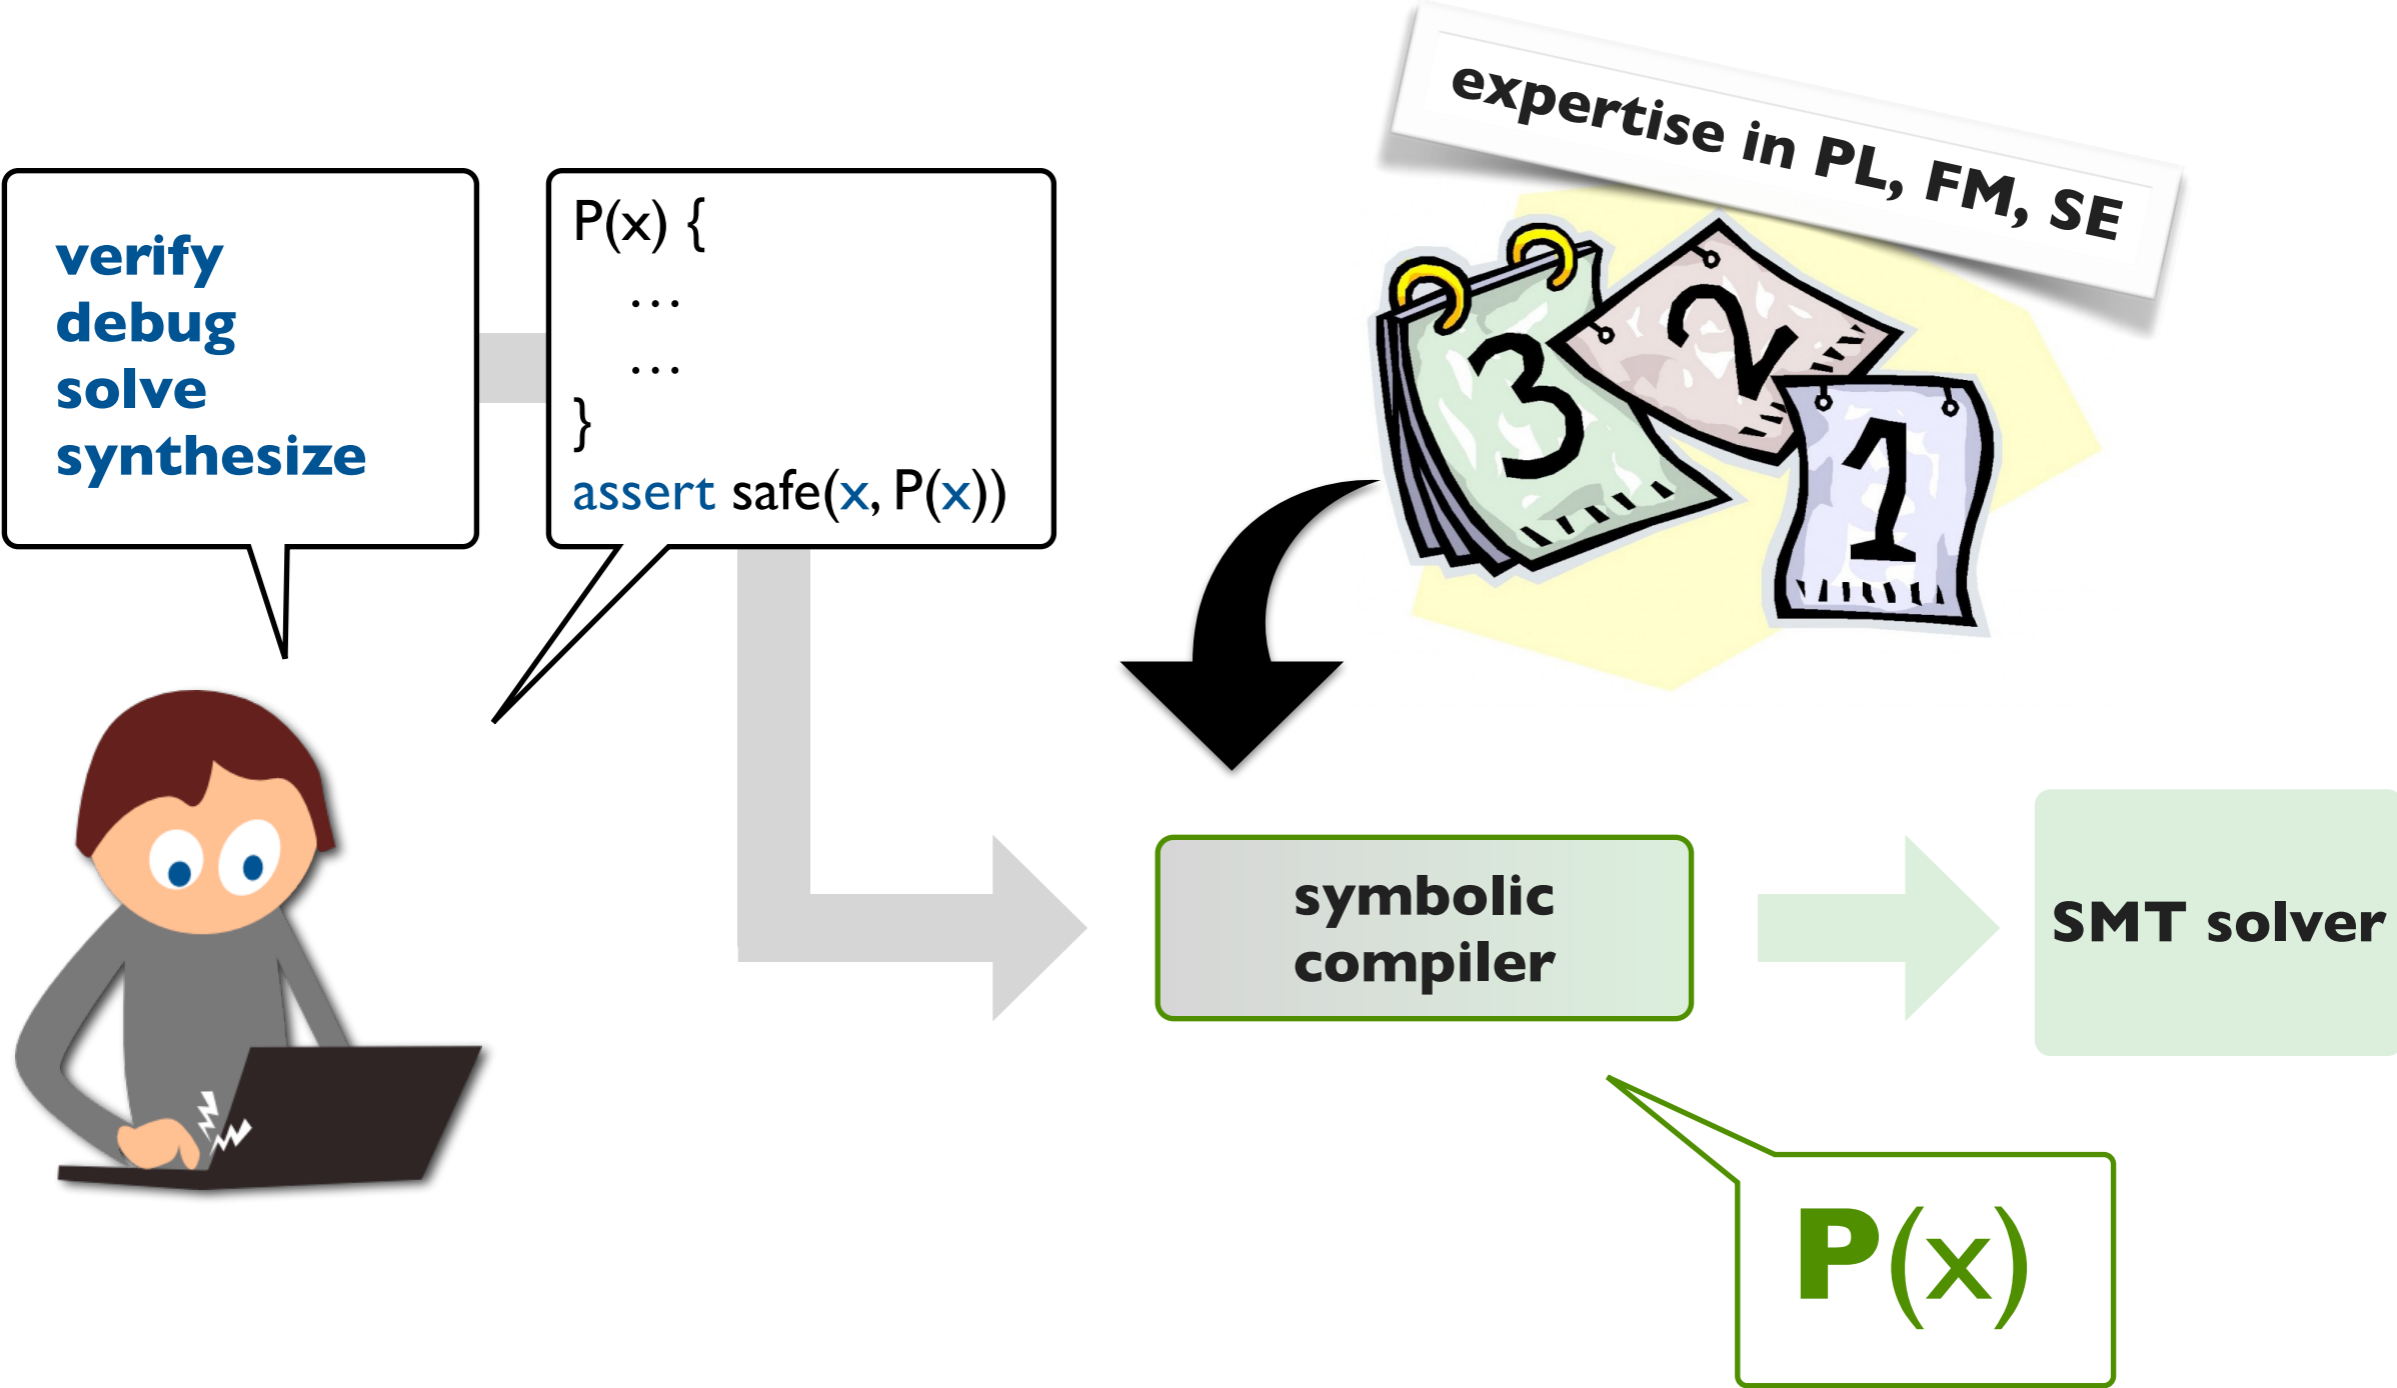 expertise in PL, FM, SE
verify
debug
solve
synthesize
P(x) {
...
...
}
assert safe(x, P(x))
3
2
1
symbolic
compiler
SMT solver
P(x)